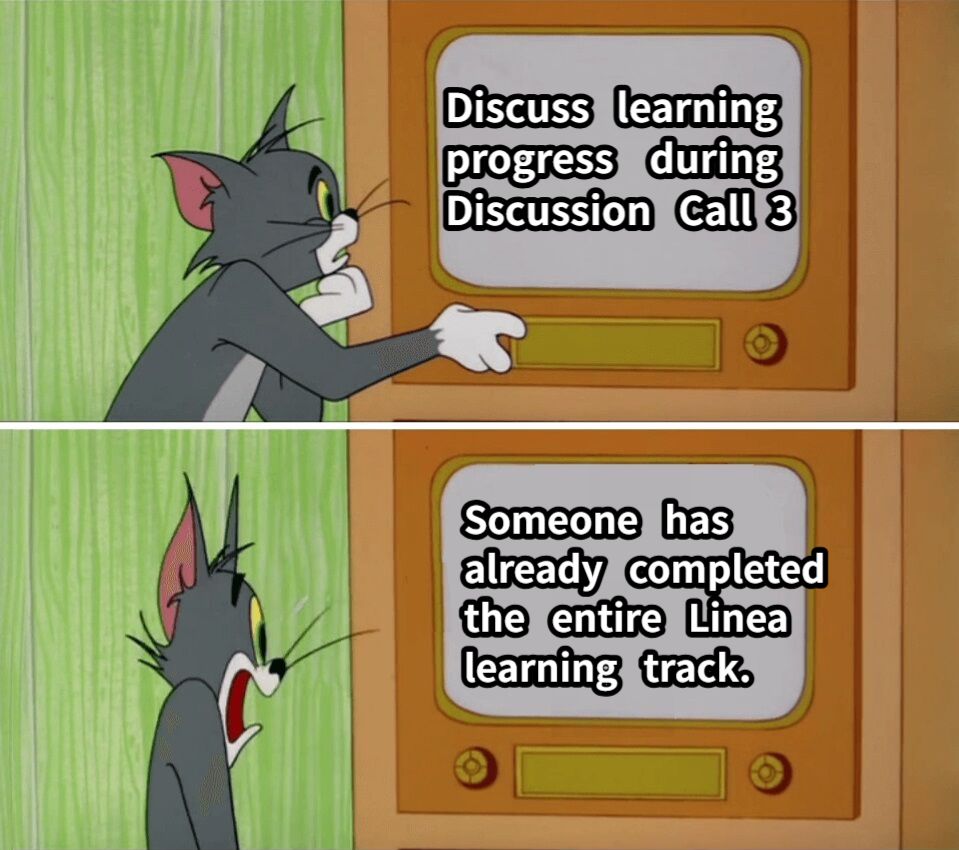 Discuss learning
progress during
Discussion Call 3
Someone has
already completed
the entire Linea
learning track.